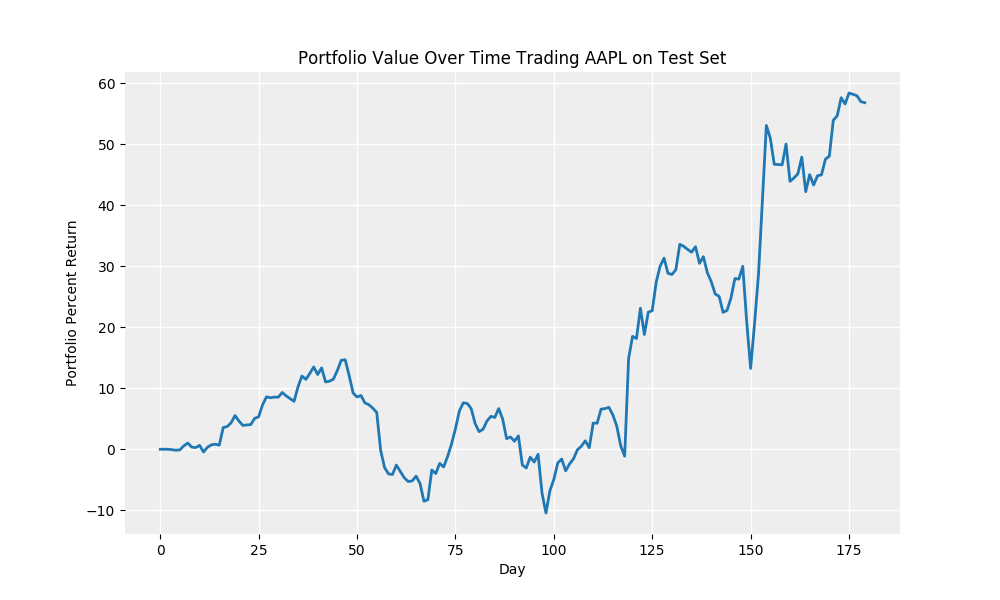 Portfolio Value Over Time Trading AAPL on Test Set
60
50
40
30
20
10
0
−10
Portfolio Percent Return
0 25 50 75 100 125 150 175
Day